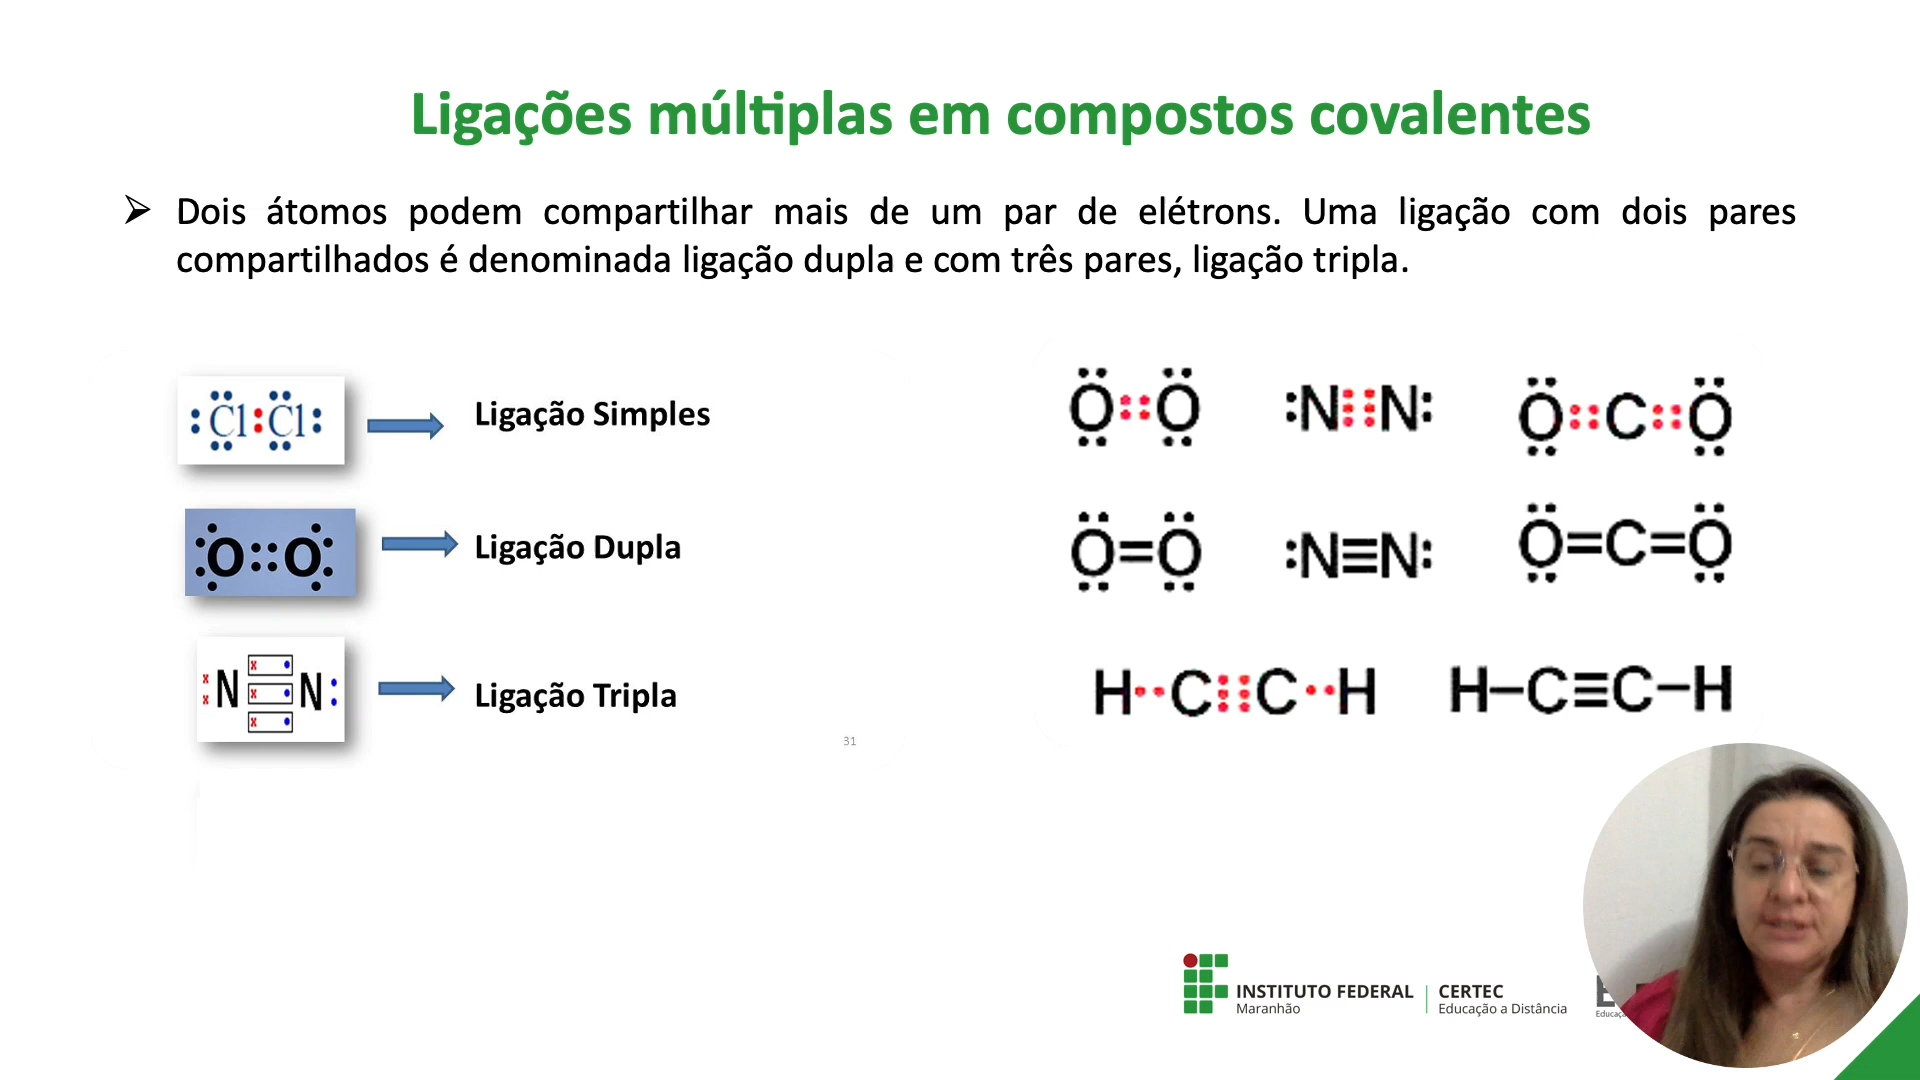 Ligações múltiplas em compostos covalentes
➢ Dois átomos podem compartilhar mais de um par de elétrons. Uma ligação com dois pares
compartilhados é denominada ligação dupla e com três pares, ligação tripla.
Cl:Cl
Ligação Simples
O::O
Ligação Dupla
N N
Ligação Tripla
31
O::O :N⋮⋮N: O::C::O
O=O :N≡N: O=C=O
H··C⋮⋮C··H H–C≡C–H
INSTITUTO FEDERAL
Maranhão
CERTEC
Educação a Distância